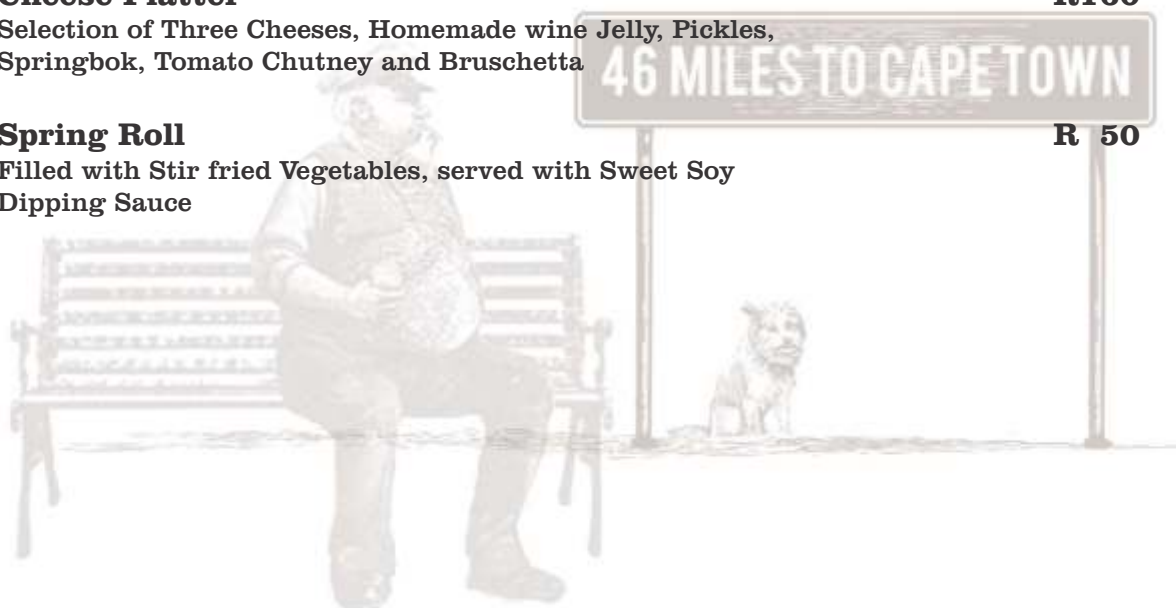 Selection of Three Cheeses, Homemade wine Jelly, Pickles,
Springbok, Tomato Chutney and Bruschetta
46 MILES TO CAPE TOWN
Spring Roll R 50
Filled with Stir fried Vegetables, served with Sweet Soy
Dipping Sauce